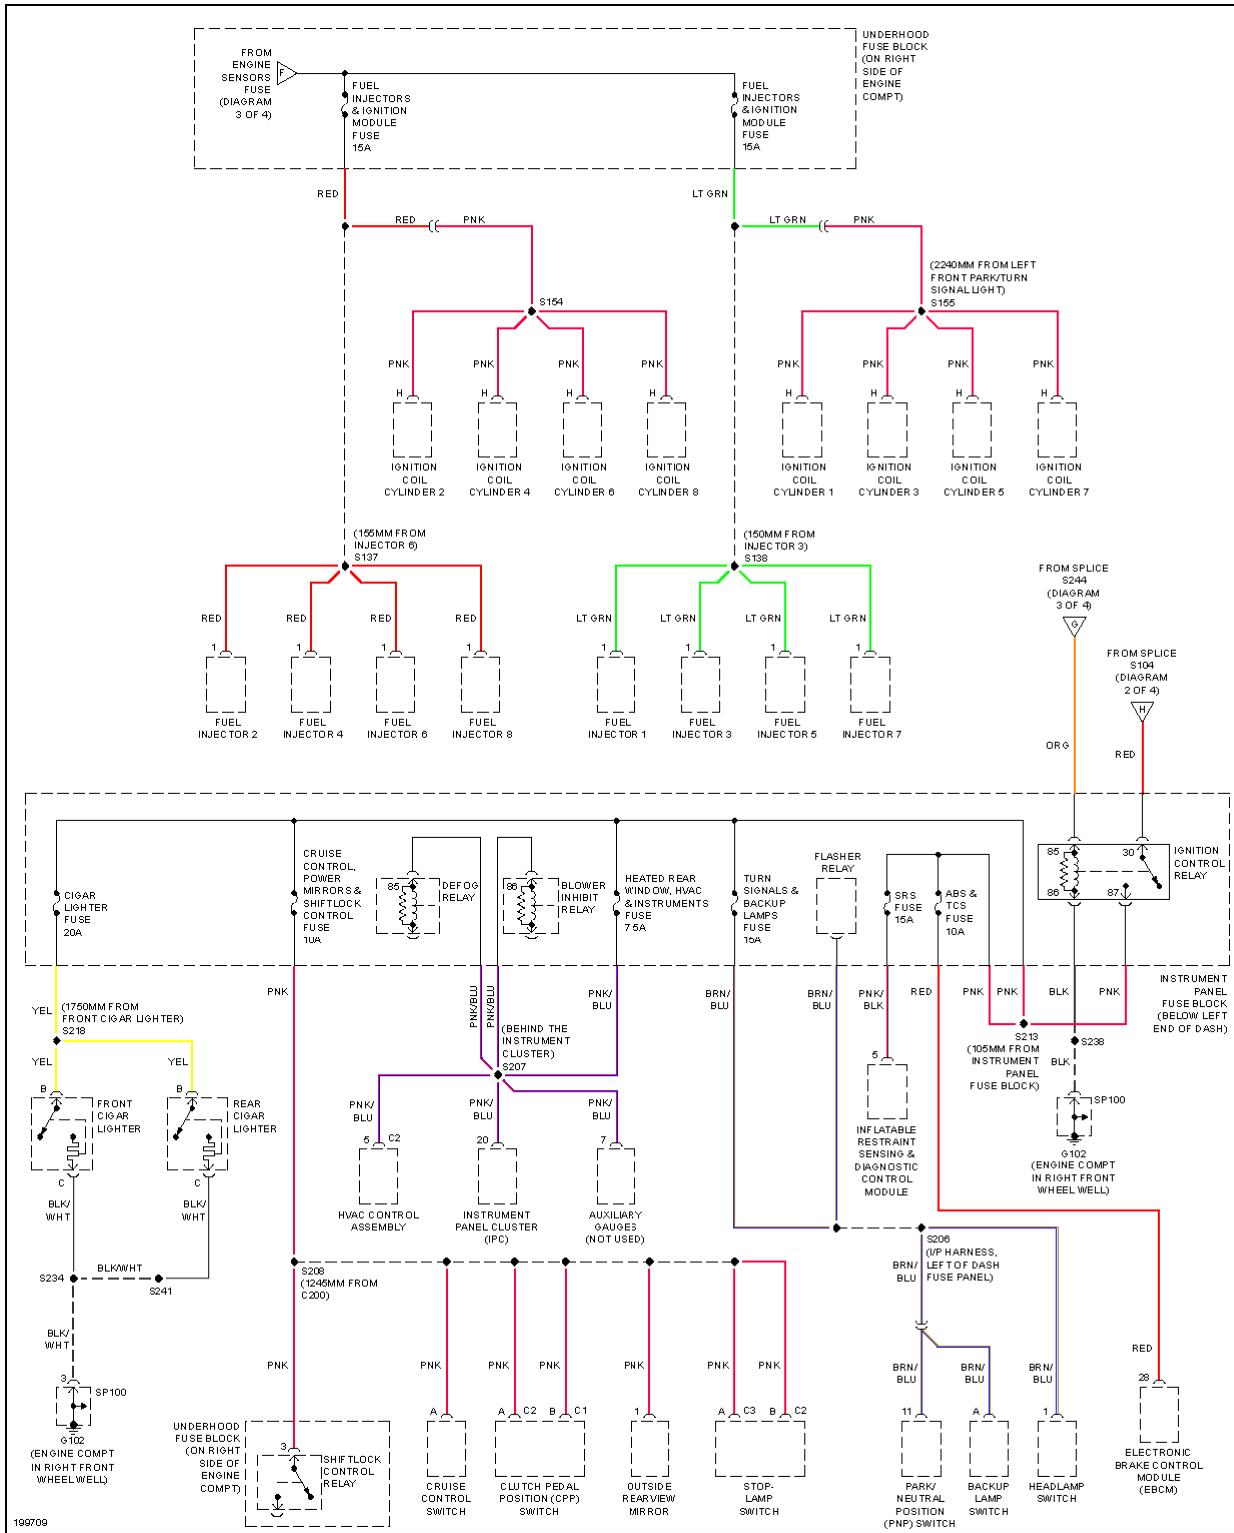 UNDERHOOD
FUSE BLOCK
(ON RIGHT
SIDE OF
ENGINE
COMPT)
FROM
ENGINE
SENSORS
FUSE
(DIAGRAM
3 OF 4)
F
FUEL
INJECTORS
& IGNITION
MODULE
FUSE
15A
FUEL
INJECTORS
& IGNITION
MODULE
FUSE
15A
RED
LT GRN
RED
PNK
LT GRN
PNK
(2240MM FROM LEFT
FRONT PARK/TURN
SIGNAL LIGHT)
S155
S154
PNK
PNK
PNK
PNK
PNK
PNK
PNK
PNK
H
H
H
H
H
H
H
H
IGNITION
COIL
CYLINDER 2
IGNITION
COIL
CYLINDER 4
IGNITION
COIL
CYLINDER 6
IGNITION
COIL
CYLINDER 8
IGNITION
COIL
CYLINDER 1
IGNITION
COIL
CYLINDER 3
IGNITION
COIL
CYLINDER 5
IGNITION
COIL
CYLINDER 7
(155MM FROM
INJECTOR 6)
S137
(150MM FROM
INJECTOR 3)
S138
FROM SPLICE
S244
(DIAGRAM
3 OF 4)
G
RED
RED
RED
RED
LT GRN
LT GRN
LT GRN
LT GRN
1
1
1
1
1
1
1
1
FUEL
INJECTOR 2
FUEL
INJECTOR 4
FUEL
INJECTOR 6
FUEL
INJECTOR 8
FUEL
INJECTOR 1
FUEL
INJECTOR 3
FUEL
INJECTOR 5
FUEL
INJECTOR 7
FROM SPLICE
S104
(DIAGRAM
2 OF 4)
H
ORG
RED
CIGAR
LIGHTER
FUSE
20A
CRUISE
CONTROL,
POWER
MIRRORS &
SHIFTLOCK
CONTROL
FUSE
10A
85
DEFOG
RELAY
86
BLOWER
INHIBIT
RELAY
HEATED REAR
WINDOW, HVAC
& INSTRUMENTS
FUSE
7.5A
TURN
SIGNALS &
BACKUP
LAMPS
FUSE
15A
FLASHER
RELAY
SRS
FUSE
15A
ABS &
TCS
FUSE
10A
85
30
86
87
IGNITION
CONTROL
RELAY
INSTRUMENT
PANEL
FUSE BLOCK
(BELOW LEFT
END OF DASH)
YEL
(1750MM FROM
FRONT CIGAR LIGHTER)
S218
PNK
PNK/BLU
PNK/BLU
PNK/
BLU
BRN/
BLU
BRN/
BLU
PNK/
BLK
RED
PNK
PNK
BLK
PNK
(BEHIND THE
INSTRUMENT
CLUSTER)
S207
S213
(105MM FROM
INSTRUMENT
PANEL
FUSE BLOCK)
S238
BLK
YEL
YEL
B
B
FRONT
CIGAR
LIGHTER
REAR
CIGAR
LIGHTER
C
C
PNK/
BLU
PNK/
BLU
PNK/
BLU
5
C2
20
7
HVAC CONTROL
ASSEMBLY
INSTRUMENT
PANEL CLUSTER
(IPC)
AUXILIARY
GAUGES
(NOT USED)
5
INFLATABLE
RESTRAINT
SENSING &
DIAGNOSTIC
CONTROL
MODULE
SP100
G102
(ENGINE COMPT
IN RIGHT FRONT
WHEEL WELL)
BLK/
WHT
BLK/
WHT
S234
BLK/WHT
S241
S208
(1245MM FROM
C200)
S206
(I/P HARNESS,
LEFT OF DASH
FUSE PANEL)
BRN/
BLU
BLK/
WHT
3
SP100
G102
(ENGINE COMPT
IN RIGHT FRONT
WHEEL WELL)
PNK
PNK
PNK
PNK
PNK
PNK
PNK
BRN/
BLU
BRN/
BLU
BRN/
BLU
RED
28
UNDERHOOD
FUSE BLOCK
(ON RIGHT
SIDE OF
ENGINE
COMPT)
3
SHIFTLOCK
CONTROL
RELAY
A
A
C2
B
C1
1
A
C3
B
C2
11
A
1
CRUISE
CONTROL
SWITCH
CLUTCH PEDAL
POSITION (CPP)
SWITCH
OUTSIDE
REARVIEW
MIRROR
STOP-
LAMP
SWITCH
PARK/
NEUTRAL
POSITION
(PNP) SWITCH
BACKUP
LAMP
SWITCH
HEADLAMP
SWITCH
ELECTRONIC
BRAKE CONTROL
MODULE
(EBCM)
199709